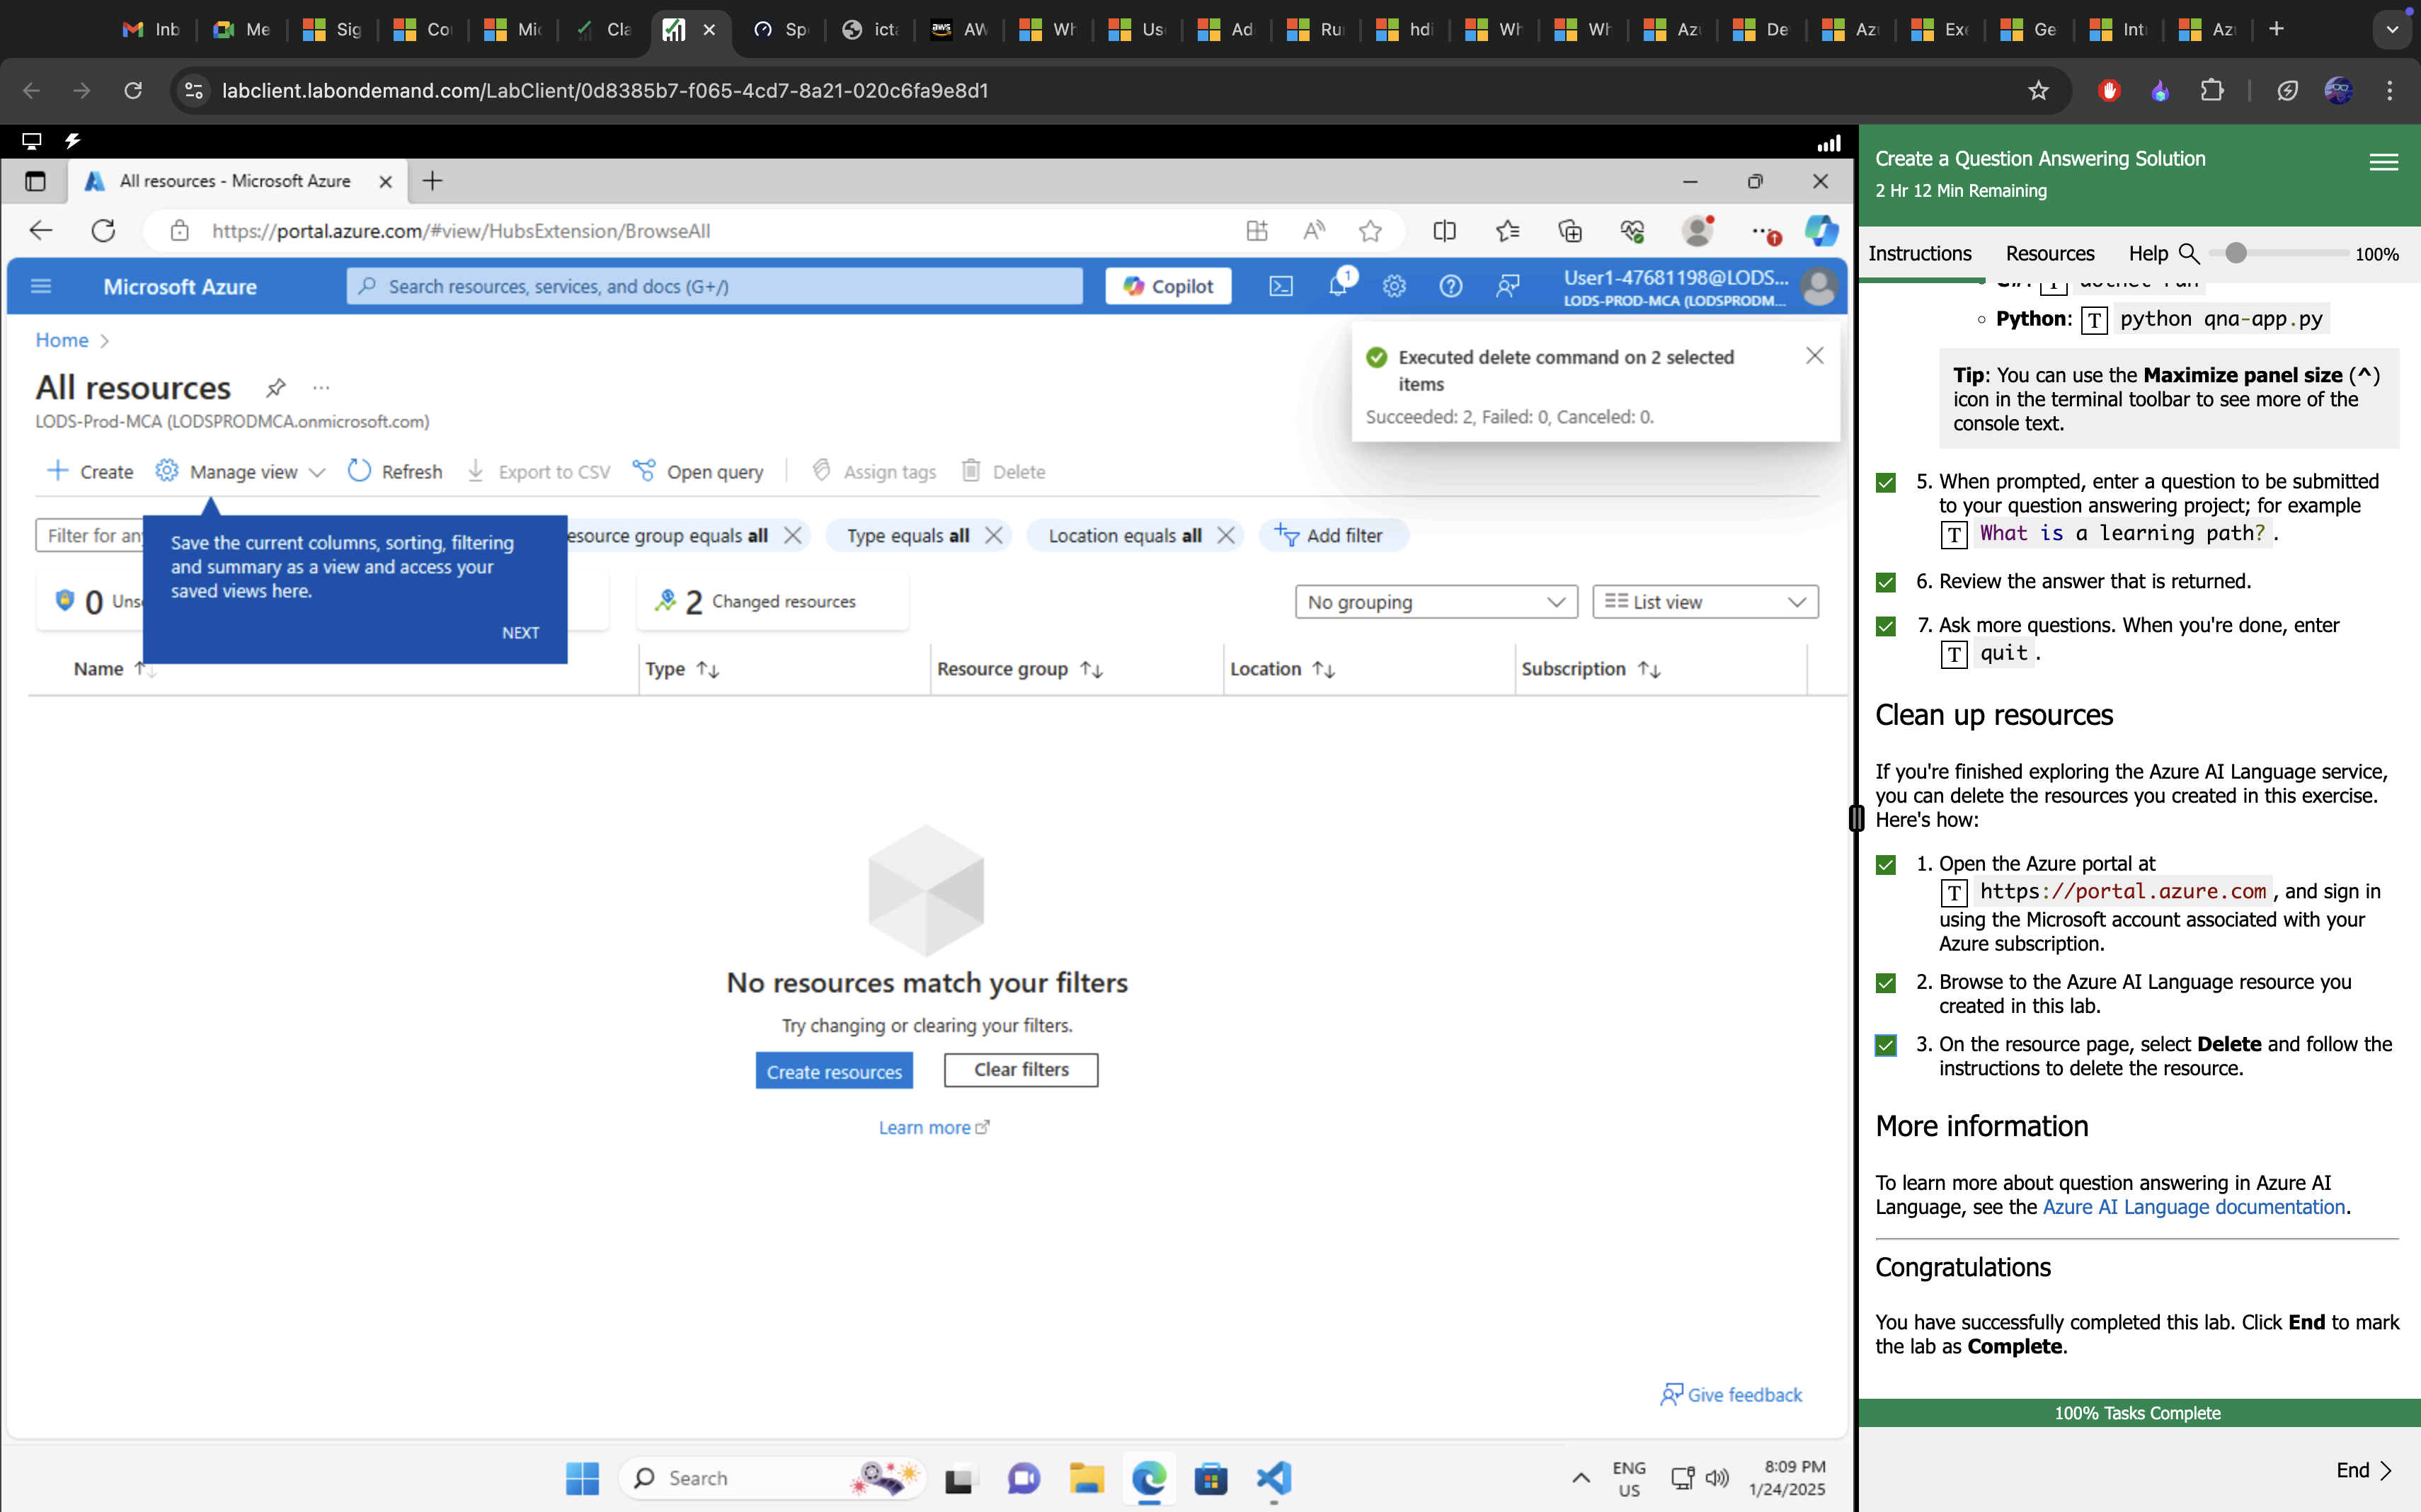 Inb
Me
Sig
Co
Mic
Cla
Sp
icta
aws AW
Wh
Us
Ad
Ru
hdi
Wh
Wh
Azu
De
Az
Exe
Ge
Int
Az
labclient.labondemand.com/LabClient/0d8385b7-f065-4cd7-8a21-020c6fa9e8d1
All resources - Microsoft Azure
https://portal.azure.com/#view/HubsExtension/BrowseAll
Microsoft Azure
Search resources, services, and docs (G+/)
Copilot
1
User1-47681198@LODS...
LODS-PROD-MCA (LODSPRODM...
Home
All resources
LODS-Prod-MCA (LODSPRODMCA.onmicrosoft.com)
Executed delete command on 2 selected
items
Succeeded: 2, Failed: 0, Canceled: 0.
Create
Manage view
Refresh
Export to CSV
Open query
Assign tags
Delete
Filter for any
esource group equals all
Type equals all
Location equals all
Add filter
Save the current columns, sorting, filtering
and summary as a view and access your
saved views here.
NEXT
0 Unse
2 Changed resources
No grouping
List view
Name
Type
Resource group
Location
Subscription
No resources match your filters
Try changing or clearing your filters.
Create resources
Clear filters
Learn more
Give feedback
Search
ENG
US
8:09 PM
1/24/2025
Create a Question Answering Solution
2 Hr 12 Min Remaining
Instructions
Resources
Help
100%
C#: T dotnet run
Python: T python qna-app.py
Tip: You can use the Maximize panel size (^)
icon in the terminal toolbar to see more of the
console text.
5. When prompted, enter a question to be submitted
to your question answering project; for example
T What is a learning path? .
6. Review the answer that is returned.
7. Ask more questions. When you're done, enter
T quit .
Clean up resources
If you're finished exploring the Azure AI Language service,
you can delete the resources you created in this exercise.
Here's how:
1. Open the Azure portal at
T https://portal.azure.com , and sign in
using the Microsoft account associated with your
Azure subscription.
2. Browse to the Azure AI Language resource you
created in this lab.
3. On the resource page, select Delete and follow the
instructions to delete the resource.
More information
To learn more about question answering in Azure AI
Language, see the Azure AI Language documentation.
Congratulations
You have successfully completed this lab. Click End to mark
the lab as Complete.
100% Tasks Complete
End